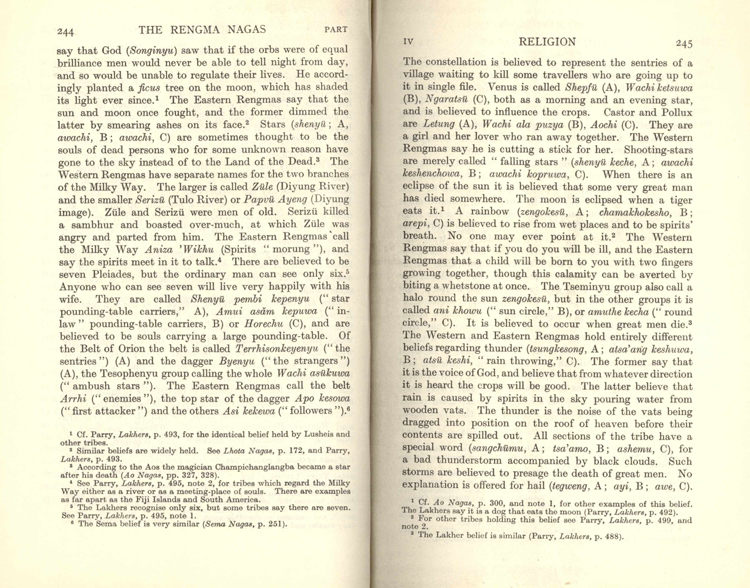 244 THE RENGMA NAGAS PART
say that God (Songinyu) saw that if the orbs were of equal
brilliance men would never be able to tell night from day,
and so would be unable to regulate their lives. He accord-
ingly planted a ficus tree on the moon, which has shaded
its light ever since.¹ The Eastern Rengmas say that the
sun and moon once fought, and the former dimmed the
latter by smearing ashes on its face.² Stars (shenyü; A,
awachi, B; awachi, C) are sometimes thought to be the
souls of dead persons who for some unknown reason have
gone to the sky instead of to the Land of the Dead.³ The
Western Rengmas have separate names for the two branches
of the Milky Way. The larger is called Züle (Diyung River)
and the smaller Serizü (Tulo River) or Papvü Ayeng (Diyung
image). Züle and Serizü were men of old. Serizü killed
a sambhur and boasted over-much, at which Züle was
angry and parted from him. The Eastern Rengmas call
the Milky Way Aniza 'Wikhu (Spirits “ morung ”), and
say the spirits meet in it to talk.⁴ There are believed to be
seven Pleiades, but the ordinary man can see only six.⁵
Anyone who can see seven will live very happily with his
wife. They are called Shenyü pembi kepenyu (“ star
pounding-table carriers,” A), Amui asüm kepuwa (“ in-
law ” pounding-table carriers, B) or Horechu (C), and are
believed to be souls carrying a large pounding-table. Of
the Belt of Orion the belt is called Terrhisonkeyenyu (“ the
sentries ”) (A) and the dagger Byenyu (“ the strangers ”)
(A), the Tesophenyu group calling the whole Wachi asükuwa
(“ ambush stars ”). The Eastern Rengmas call the belt
Arrhi (“ enemies ”), the top star of the dagger Apo kesowa
(“ first attacker ”) and the others Asi kekewa (“ followers ”).⁶
¹ Cf. Parry, Lakhers, p. 493, for the identical belief held by Lusheis and
other tribes.
² Similar beliefs are widely held. See Lhota Nagas, p. 172, and Parry,
Lakhers, p. 493.
³ According to the Aos the magician Champichanglangba became a star
after his death (Ao Nagas, pp. 327, 328).
⁴ See Parry, Lakhers, p. 495, note 2, for tribes which regard the Milky
Way either as a river or as a meeting-place of souls. There are examples
as far apart as the Fiji Islands and South America.
⁵ The Lakhers recognise only six, but some tribes say there are seven.
See Parry, Lakhers, p. 495, note 1.
⁶ The Sema belief is very similar (Sema Nagas, p. 251).
IV RELIGION 245
The constellation is believed to represent the sentries of a
village waiting to kill some travellers who are going up to
it in single file. Venus is called Shepfü (A), Wachi ketsuwa
(B), Ngaratsü (C), both as a morning and an evening star,
and is believed to influence the crops. Castor and Pollux
are Letung (A), Wachi ala puzya (B), Aochi (C). They are
a girl and her lover who ran away together. The Western
Rengmas say he is cutting a stick for her. Shooting-stars
are merely called “ falling stars ” (shenyü keche, A; awachi
keshenchowa, B; awachi kopruwa, C). When there is an
eclipse of the sun it is believed that some very great man
has died somewhere. The moon is eclipsed when a tiger
eats it.¹ A rainbow (zengokesü, A; chamakhokesho, B;
arepi, C) is believed to rise from wet places and to be spirits'
breath. No one may ever point at it.² The Western
Rengmas say that if you do you will be ill, and the Eastern
Rengmas that a child will be born to you with two fingers
growing together, though this calamity can be averted by
biting a whetstone at once. The Tseminyu group also call a
halo round the sun zengokesü, but in the other groups it is
called ani khowu (“ sun circle,” B), or amuthe kecha (“ round
circle,” C). It is believed to occur when great men die.³
The Western and Eastern Rengmas hold entirely different
beliefs regarding thunder (tsungkesong, A; atsa'ang keshuwa,
B; atsü keshi, “ rain throwing,” C). The former say that
it is the voice of God, and believe that from whatever direction
it is heard the crops will be good. The latter believe that
rain is caused by spirits in the sky pouring water from
wooden vats. The thunder is the noise of the vats being
dragged into position on the roof of heaven before their
contents are spilled out. All sections of the tribe have a
special word (sangchümu, A; tsa'amo, B; ashemu, C), for
a bad thunderstorm accompanied by black clouds. Such
storms are believed to presage the death of great men. No
explanation is offered for hail (tegweng, A; ayi, B; awe, C).
¹ Cf. Ao Nagas, p. 300, and note 1, for other examples of this belief.
The Lakhers say it is a dog that eats the moon (Parry, Lakhers, p. 492).
² For other tribes holding this belief see Parry, Lakhers, p. 499, and
note 2.
³ The Lakher belief is similar (Parry, Lakhers, p. 488).